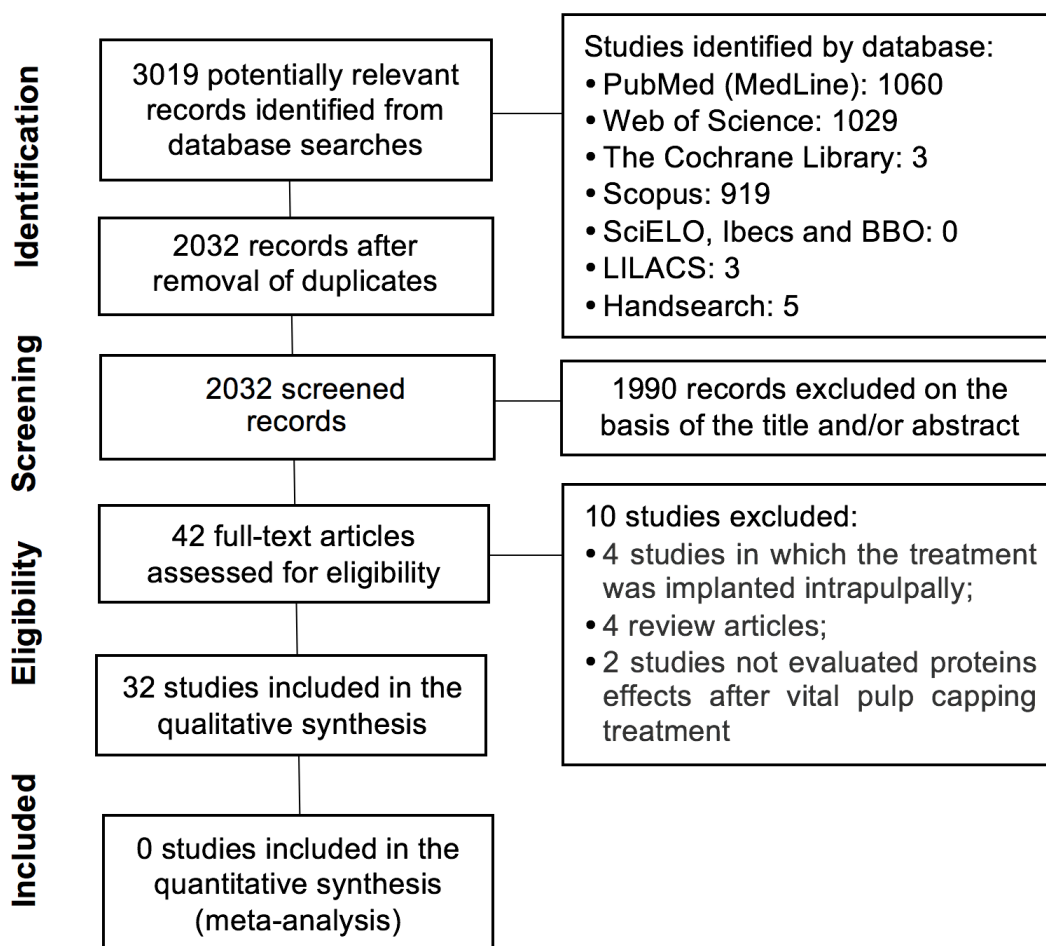 Identification
3019 potentially relevant
records identified from
database searches
Studies identified by database:
• PubMed (MedLine): 1060
• Web of Science: 1029
• The Cochrane Library: 3
• Scopus: 919
• SciELO, Ibecs and BBO: 0
• LILACS: 3
• Handsearch: 5
2032 records after
removal of duplicates
Screening
2032 screened
records
1990 records excluded on the
basis of the title and/or abstract
Eligibility
42 full-text articles
assessed for eligibility
10 studies excluded:
• 4 studies in which the treatment
was implanted intrapulpally;
• 4 review articles;
• 2 studies not evaluated proteins
effects after vital pulp capping
treatment
32 studies included in the
qualitative synthesis
Included
0 studies included in the
quantitative synthesis
(meta-analysis)